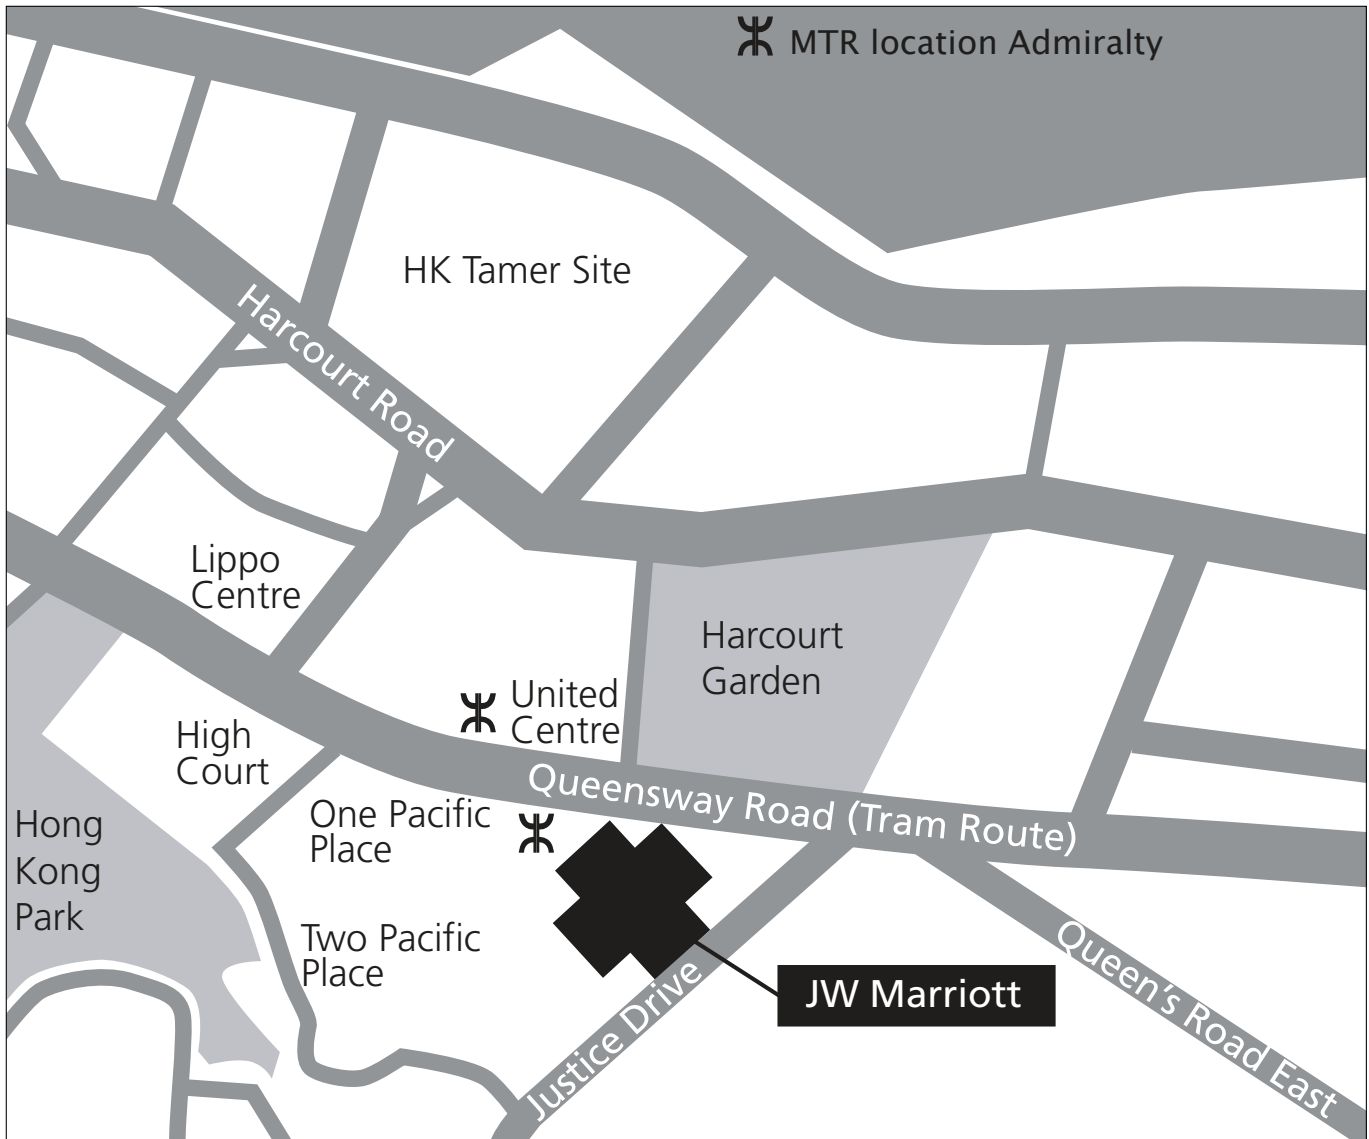 MTR location Admiralty
HK Tamer Site
Harcourt Road
Lippo
Centre
Harcourt
Garden
United
Centre
High
Court
Queensway Road (Tram Route)
One Pacific
Place
Hong
Kong
Park
Two Pacific
Place
JW Marriott
Justice Drive
Queen's Road East